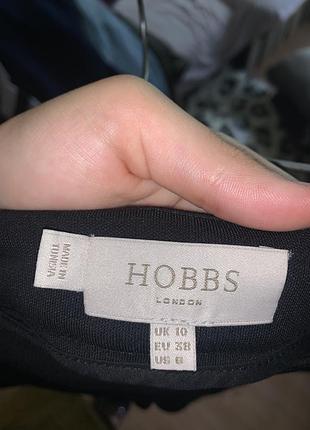 MADE IN
TUNISIA
HOBBS
LONDON
UK 10
EU 38
US 6